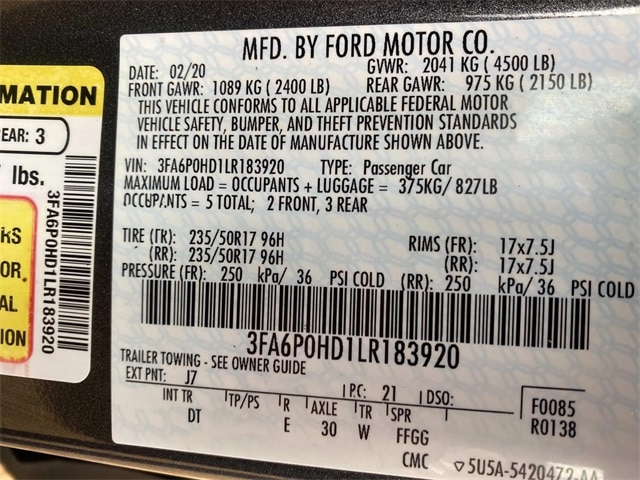 MFD. BY FORD MOTOR CO.
DATE: 02/20 GVWR: 2041 KG ( 4500 LB)
FRONT GAWR: 1089 KG ( 2400 LB) REAR GAWR: 975 KG ( 2150 LB)
THIS VEHICLE CONFORMS TO ALL APPLICABLE FEDERAL MOTOR
VEHICLE SAFETY, BUMPER, AND THEFT PREVENTION STANDARDS
IN EFFECT ON THE DATE OF MANUFACTURE SHOWN ABOVE.
VIN: 3FA6P0HD1LR183920 TYPE: Passenger Car
MAXIMUM LOAD = OCCUPANTS + LUGGAGE = 375KG/ 827LB
OCCUPANTS = 5 TOTAL; 2 FRONT, 3 REAR
TIRE (FR): 235/50R17 96H RIMS (FR): 17x7.5J
(RR): 235/50R17 96H (RR): 17x7.5J
PRESSURE (FR): 250 kPa/ 36 PSI COLD (RR): 250 kPa/ 36 PSI COLD
3FA6P0HD1LR183920
TRAILER TOWING - SEE OWNER GUIDE
EXT PNT: J7 IPC: 21 DSO: F0085
INT TR TP/PS R AXLE TR SPR R0138
DT E 30 W FFGG
CMC 5U5A-5420472-AA
RMATION
REAR: 3
lbs.
3FA6P0HD1LR183920
KS
OR.
AL
ION